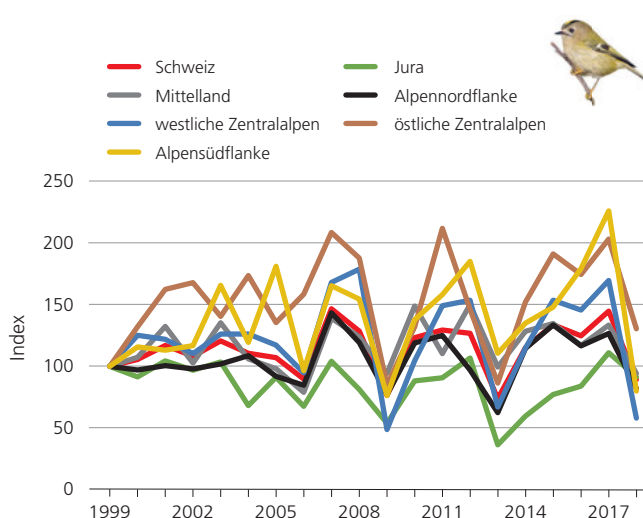 Schweiz
Jura
Mittelland
Alpennordflanke
westliche Zentralalpen
östliche Zentralalpen
Alpensüdflanke
250
200
150
100
50
0
Index
1999 2002 2005 2008 2011 2014 2017